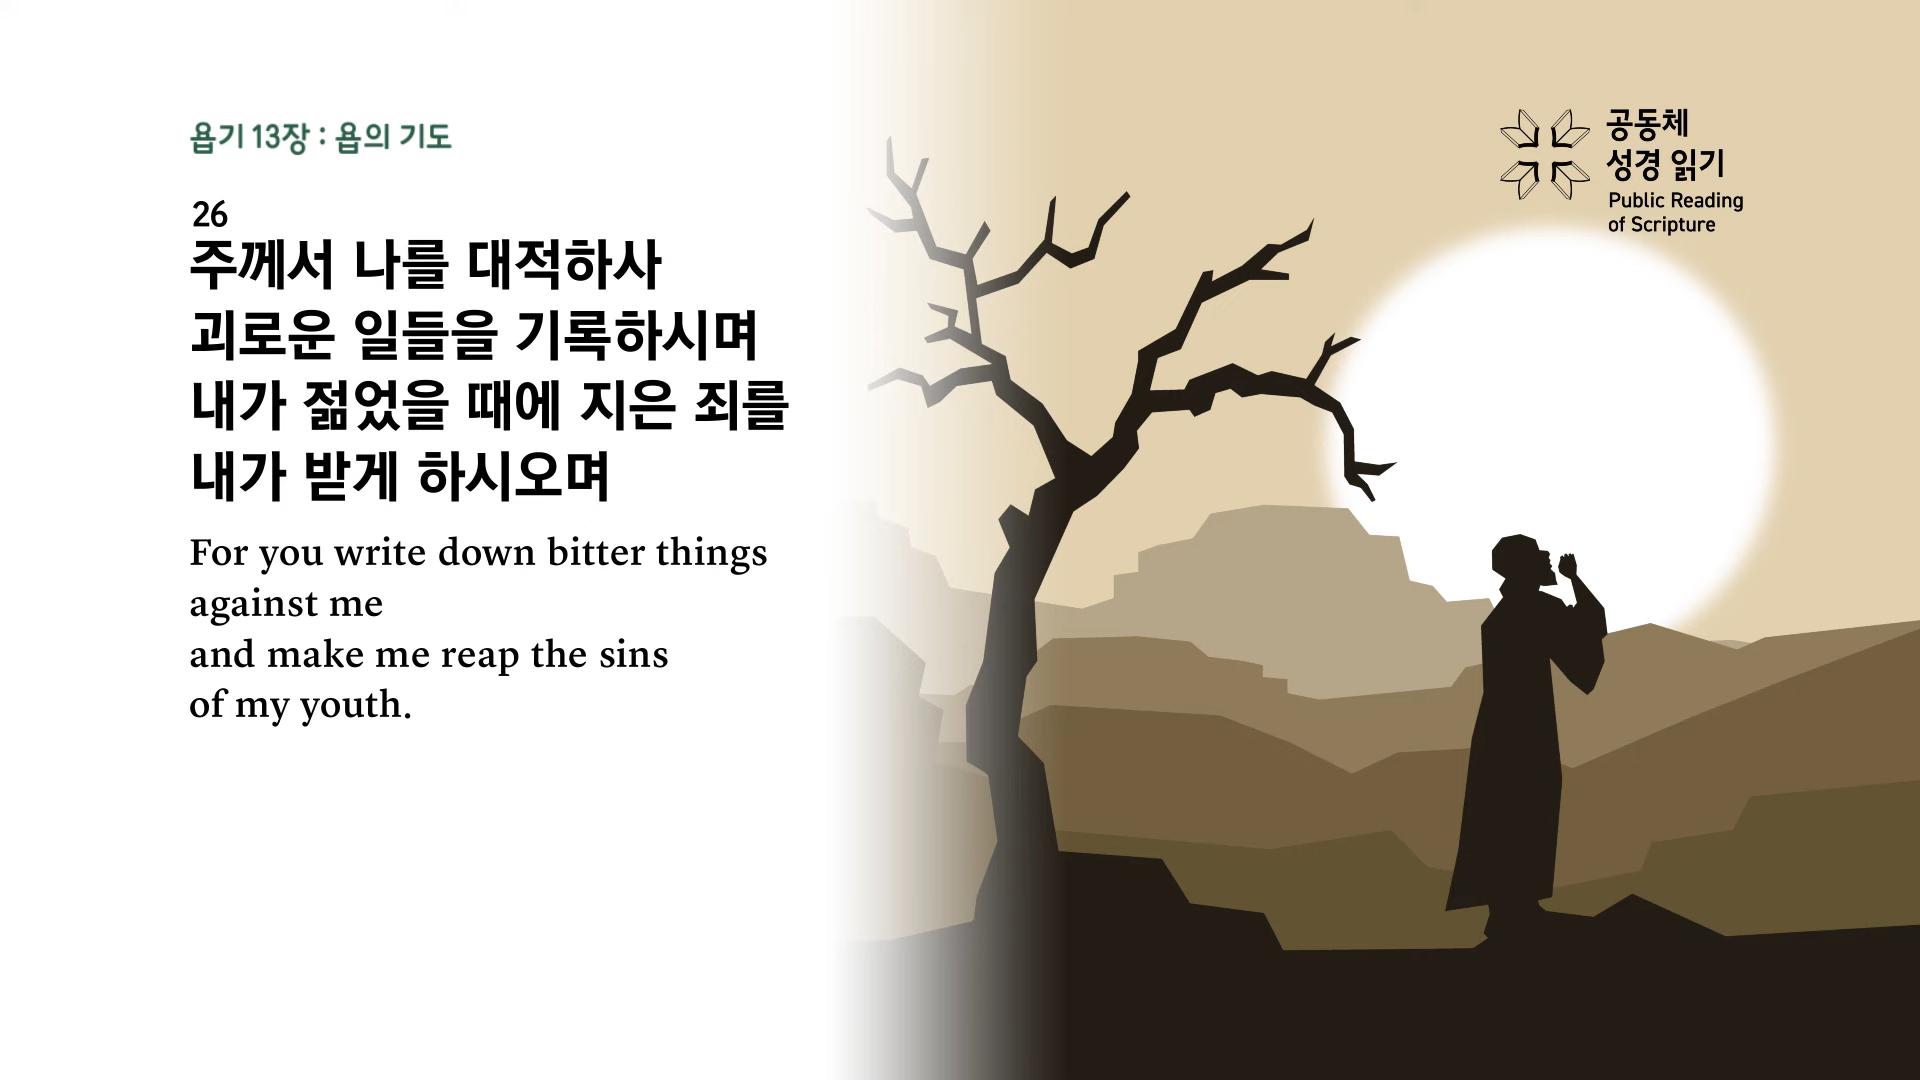 욥기 13장 : 욥의 기도
26
주께서 나를 대적하사
괴로운 일들을 기록하시며
내가 젊었을 때에 지은 죄를
내가 받게 하시오며
For you write down bitter things
against me
and make me reap the sins
of my youth.
공동체
성경 읽기
Public Reading
of Scripture